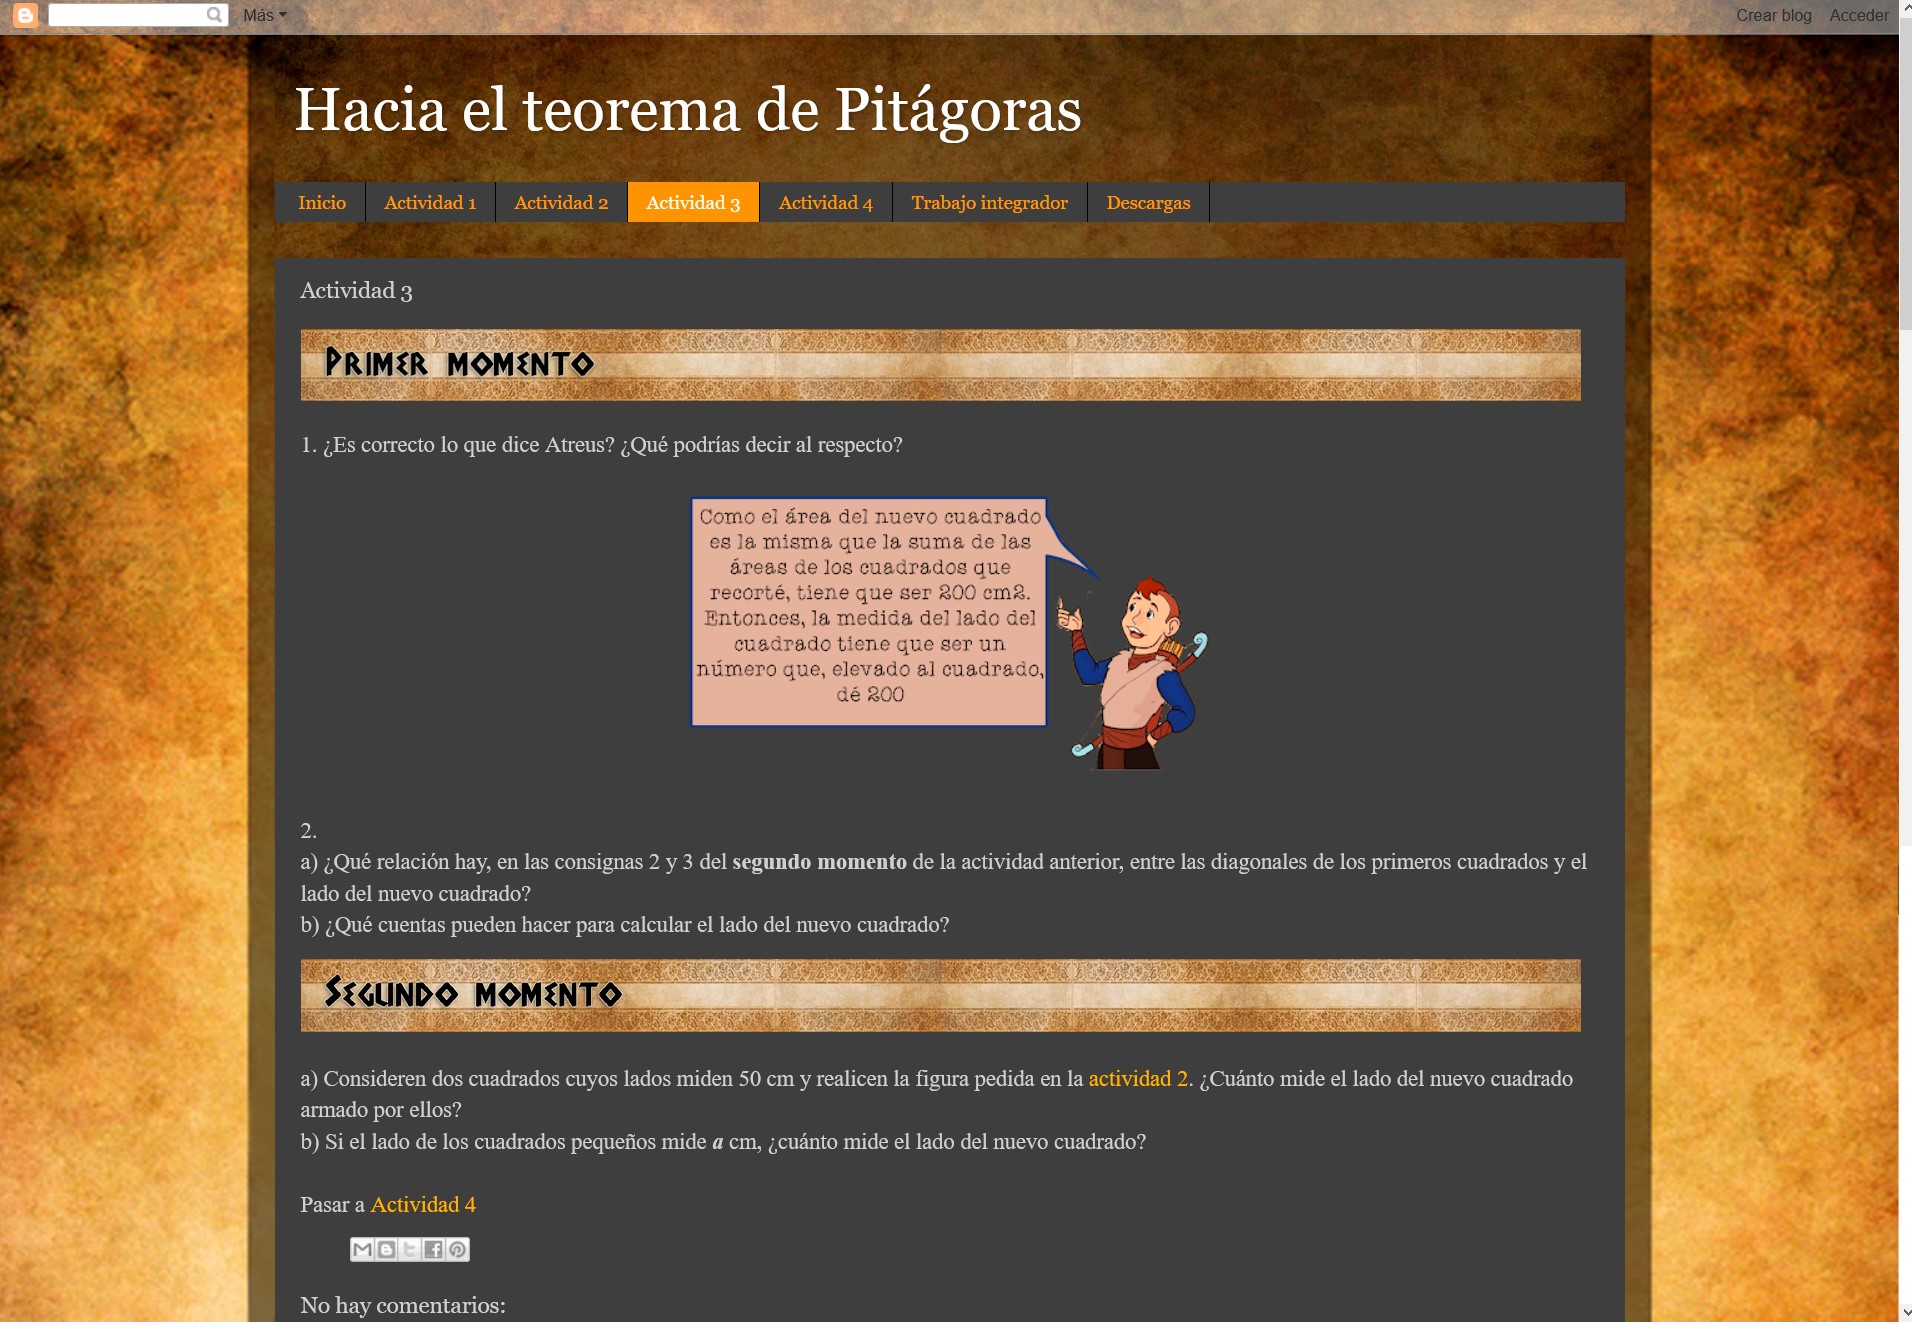 Más
Crear blog Acceder
Hacia el teorema de Pitágoras
Inicio Actividad 1 Actividad 2 Actividad 3 Actividad 4 Trabajo integrador Descargas
Actividad 3
PRIMER MOMENTO
1. ¿Es correcto lo que dice Atreus? ¿Qué podrías decir al respecto?
Como el área del nuevo cuadrado
es la misma que la suma de las
áreas de los cuadrados que
recorté, tiene que ser 200 cm2.
Entonces, la medida del lado del
cuadrado tiene que ser un
número que, elevado al cuadrado,
dé 200
2.
a) ¿Qué relación hay, en las consignas 2 y 3 del segundo momento de la actividad anterior, entre las diagonales de los primeros cuadrados y el
lado del nuevo cuadrado?
b) ¿Qué cuentas pueden hacer para calcular el lado del nuevo cuadrado?
SEGUNDO MOMENTO
a) Consideren dos cuadrados cuyos lados miden 50 cm y realicen la figura pedida en la actividad 2. ¿Cuánto mide el lado del nuevo cuadrado
armado por ellos?
b) Si el lado de los cuadrados pequeños mide a cm, ¿cuánto mide el lado del nuevo cuadrado?
Pasar a Actividad 4
No hay comentarios: